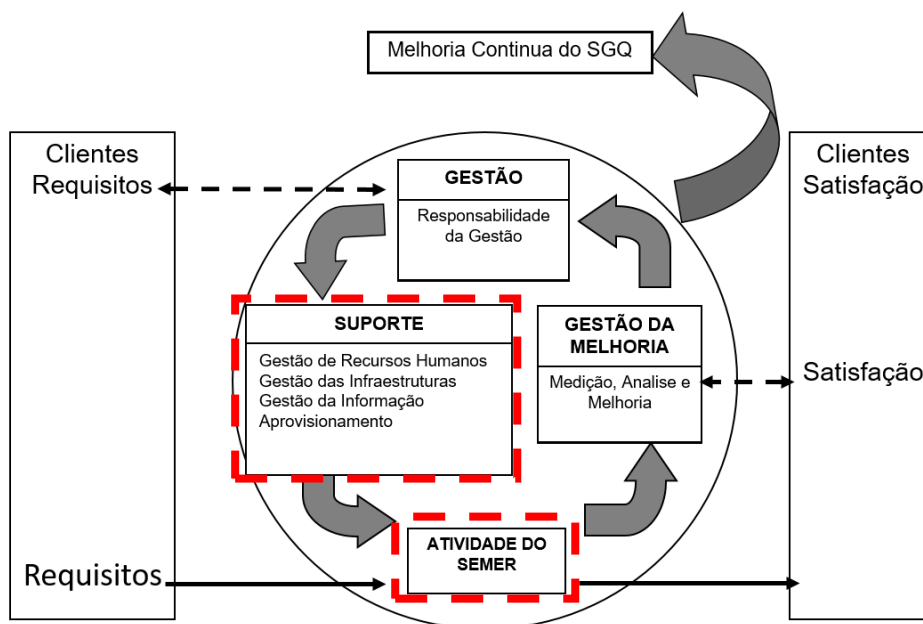 Melhoria Continua do SGQ
Clientes
Requisitos
Clientes
Satisfação
GESTÃO
Responsabilidade
da Gestão
SUPORTE
Gestão de Recursos Humanos
Gestão das Infraestruturas
Gestão da Informação
Aprovisionamento
GESTÃO DA
MELHORIA
Medição, Analise e
Melhoria
Satisfação
ATIVIDADE DO
SEMER
Requisitos